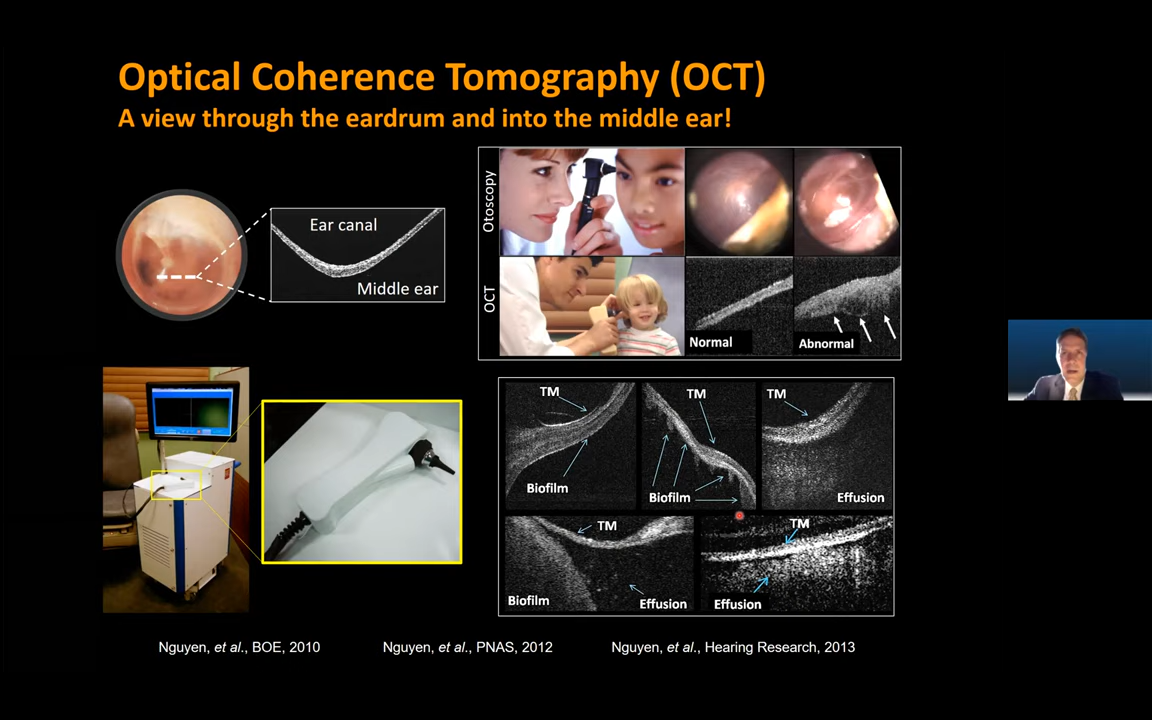 Optical Coherence Tomography (OCT)
A view through the eardrum and into the middle ear!
Ear canal
Middle ear
Otoscopy
OCT
Normal
Abnormal
TM
Biofilm
TM
Biofilm
TM
Effusion
TM
Biofilm
Effusion
TM
Effusion
Nguyen, et al., BOE, 2010
Nguyen, et al., PNAS, 2012
Nguyen, et al., Hearing Research, 2013